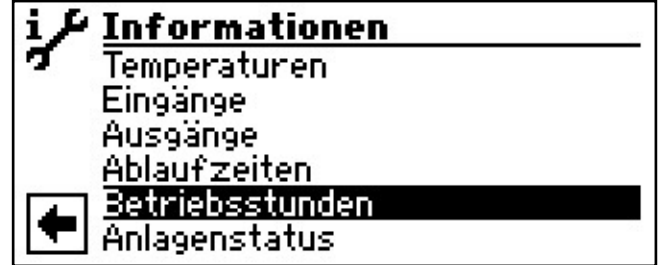 Informationen
Temperaturen
Eingänge
Ausgänge
Ablaufzeiten
Betriebsstunden
Anlagenstatus